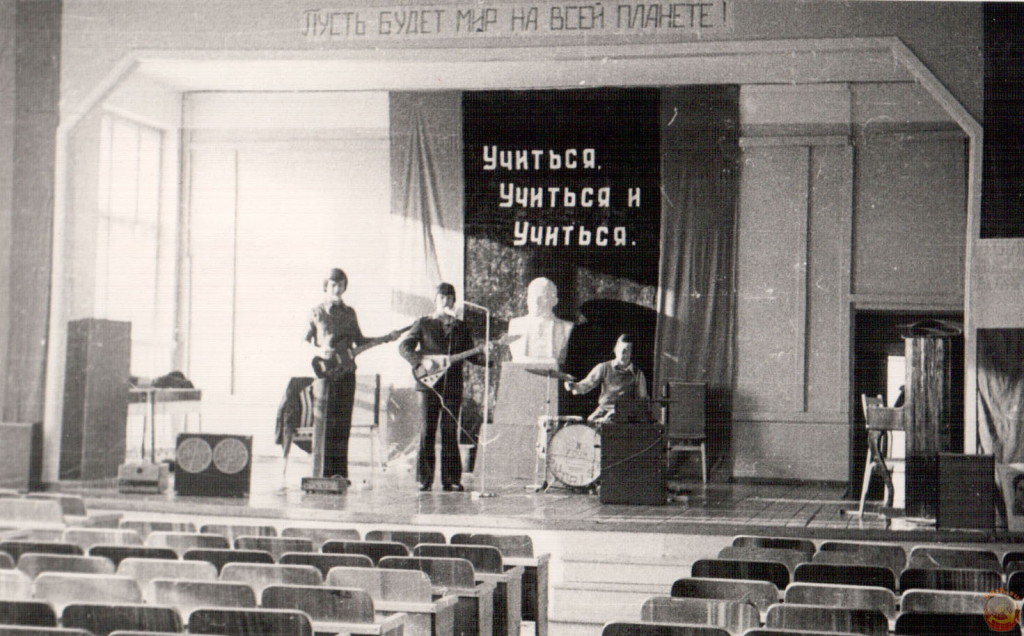 ПУСТЬ БУДЕТ МИР НА ВСЕЙ ПЛАНЕТЕ!
Учиться,
Учиться и
Учиться.